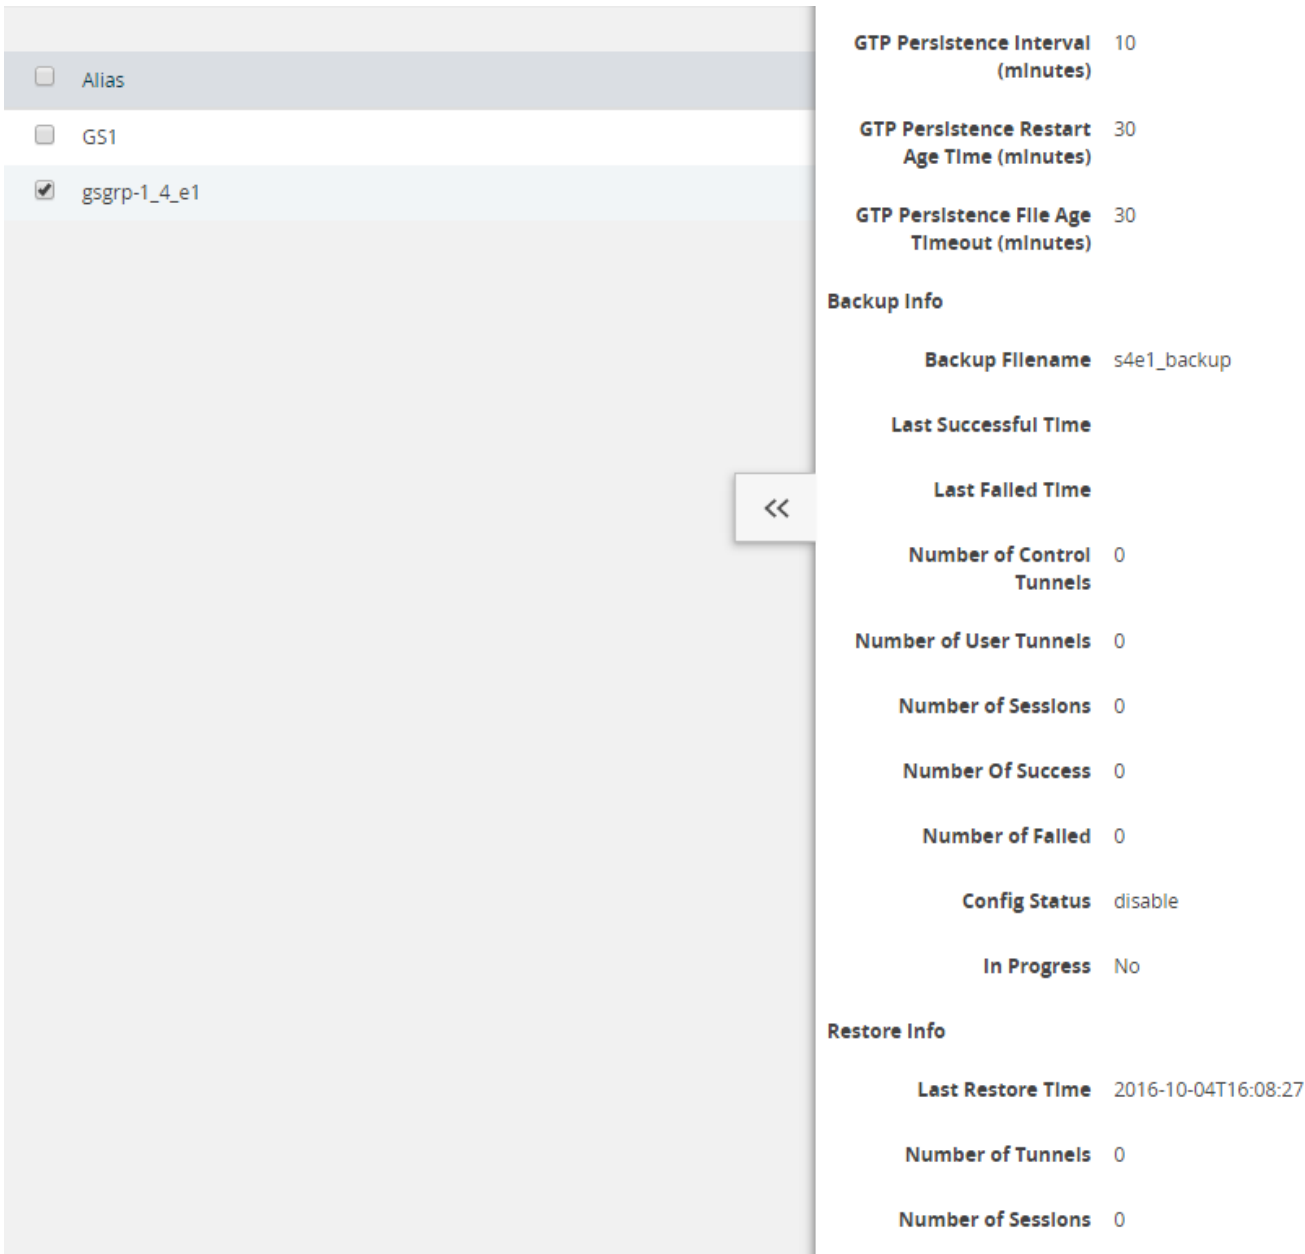 Alias
GS1
gsgrp-1_4_e1
<<
GTP Persistence Interval 10
(minutes)
GTP Persistence Restart 30
Age Time (minutes)
GTP Persistence File Age 30
Timeout (minutes)
Backup Info
Backup Filename s4e1_backup
Last Successful Time
Last Failed Time
Number of Control 0
Tunnels
Number of User Tunnels 0
Number of Sessions 0
Number Of Success 0
Number of Failed 0
Config Status disable
In Progress No
Restore Info
Last Restore Time 2016-10-04T16:08:27
Number of Tunnels 0
Number of Sessions 0